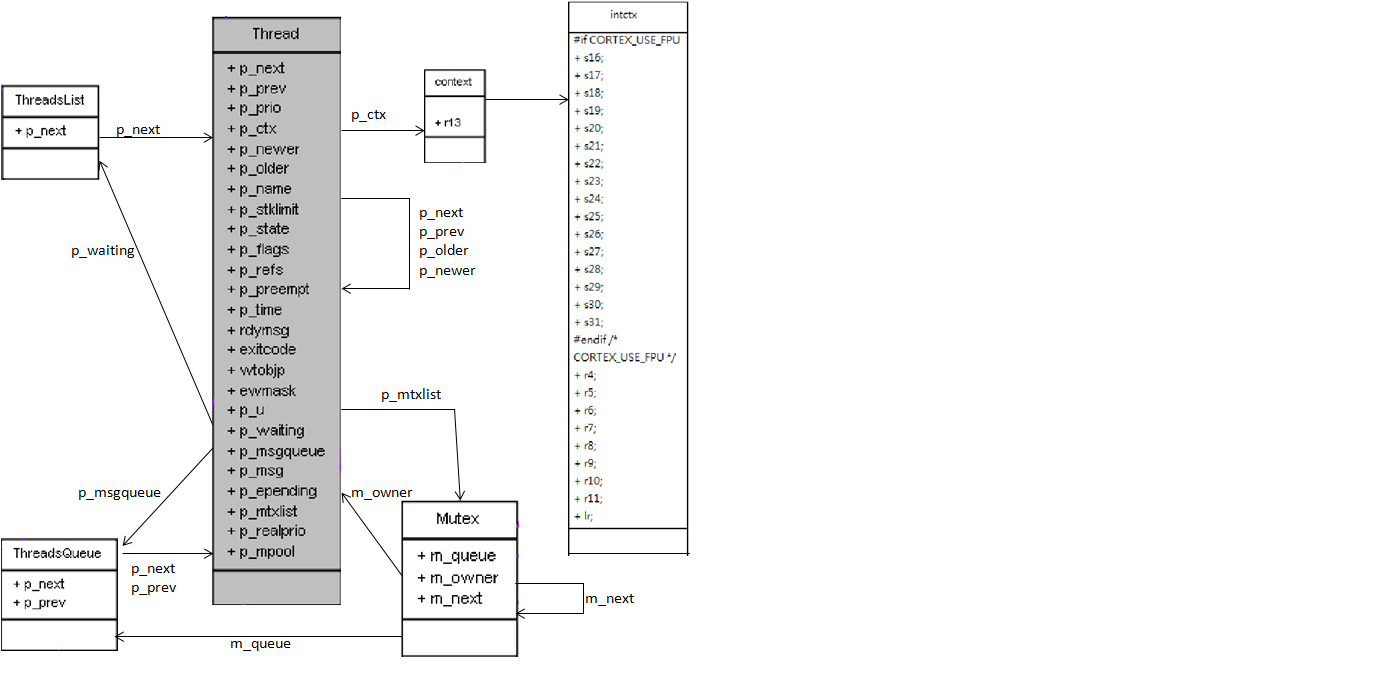 ThreadsList
+ p_next
p_next
p_waiting
p_msgqueue
ThreadsQueue
+ p_next
+ p_prev
p_next
p_prev
Thread
+ p_next
+ p_prev
+ p_prio
+ p_ctx
+ p_newer
+ p_older
+ p_name
+ p_stklimit
+ p_state
+ p_flags
+ p_refs
+ p_preempt
+ p_time
+ rdymsg
+ exitcode
+ wtobjp
+ ewmask
+ p_u
+ p_waiting
+ p_msgqueue
+ p_msg
+ p_epending
+ p_mtxlist
+ p_realprio
+ p_mpool
p_ctx
context
+ r13
p_next
p_prev
p_older
p_newer
p_mtxlist
m_owner
Mutex
+ m_queue
+ m_owner
+ m_next
m_next
m_queue
intctx
#if CORTEX_USE_FPU
+ s16;
+ s17;
+ s18;
+ s19;
+ s20;
+ s21;
+ s22;
+ s23;
+ s24;
+ s25;
+ s26;
+ s27;
+ s28;
+ s29;
+ s30;
+ s31;
#endif /*
CORTEX_USE_FPU */
+ r4;
+ r5;
+ r6;
+ r7;
+ r8;
+ r9;
+ r10;
+ r11;
+ lr;